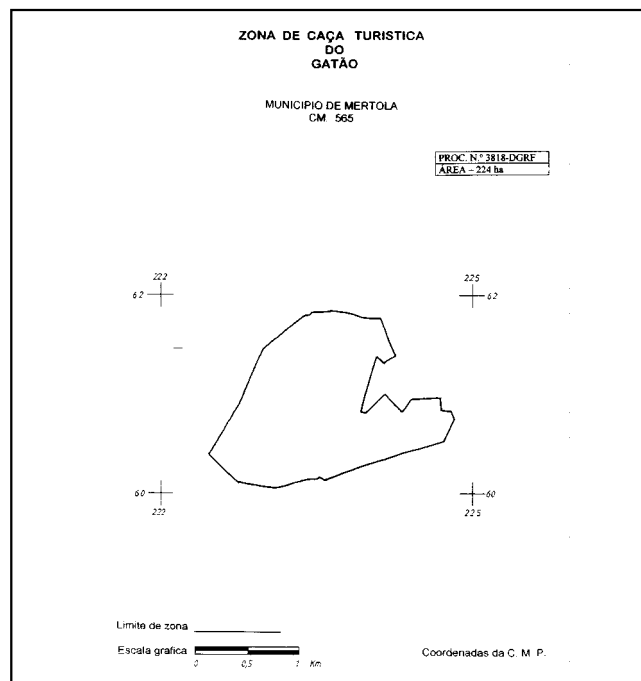 ZONA DE CAÇA TURISTICA
DO
GATÃO
MUNICIPIO DE MERTOLA
CM. 565
PROC. N.º 3818-DGRF
ÁREA – 224 ha
222
225
62
62
60
60
222
225
Limite de zona
Escala grafica
0 0,5 1 Km
Coordenadas da C. M. P.